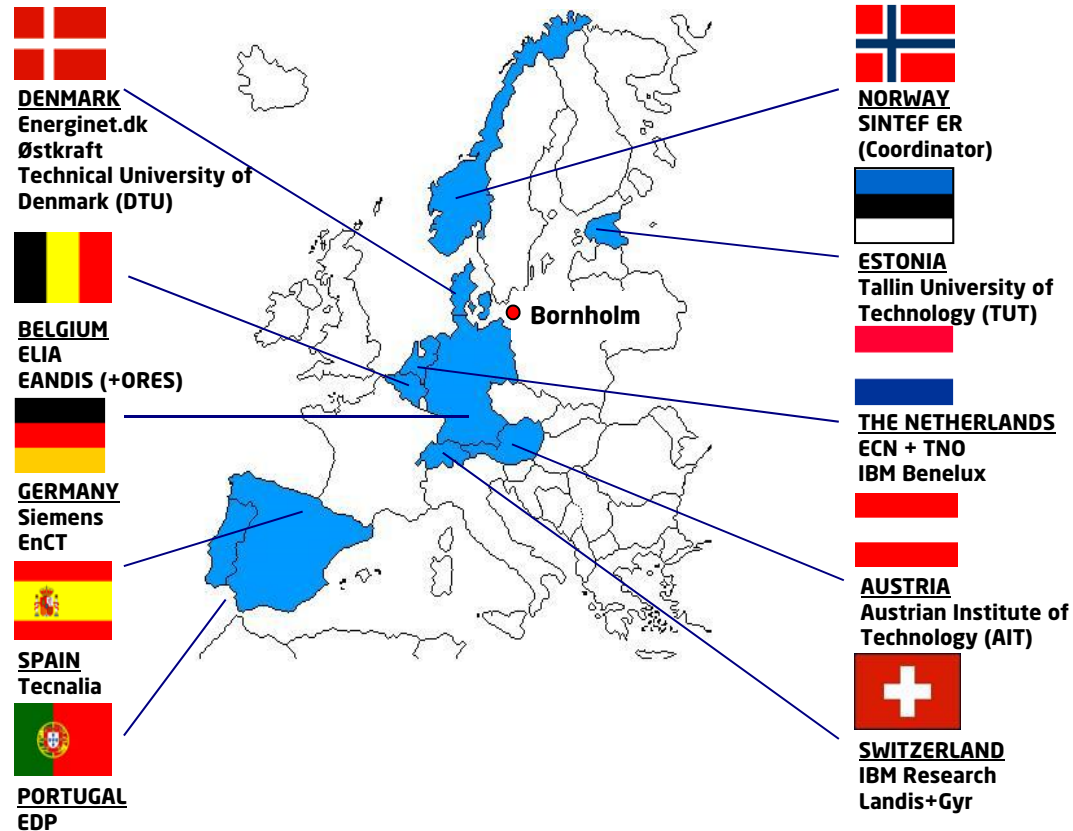 DENMARK
Energinet.dk
Østkraft
Technical University of
Denmark (DTU)
BELGIUM
ELIA
EANDIS (+ORES)
GERMANY
Siemens
EnCT
SPAIN
Tecnalia
PORTUGAL
EDP
Bornholm
NORWAY
SINTEF ER
(Coordinator)
ESTONIA
Tallin University of
Technology (TUT)
THE NETHERLANDS
ECN + TNO
IBM Benelux
AUSTRIA
Austrian Institute of
Technology (AIT)
SWITZERLAND
IBM Research
Landis+Gyr